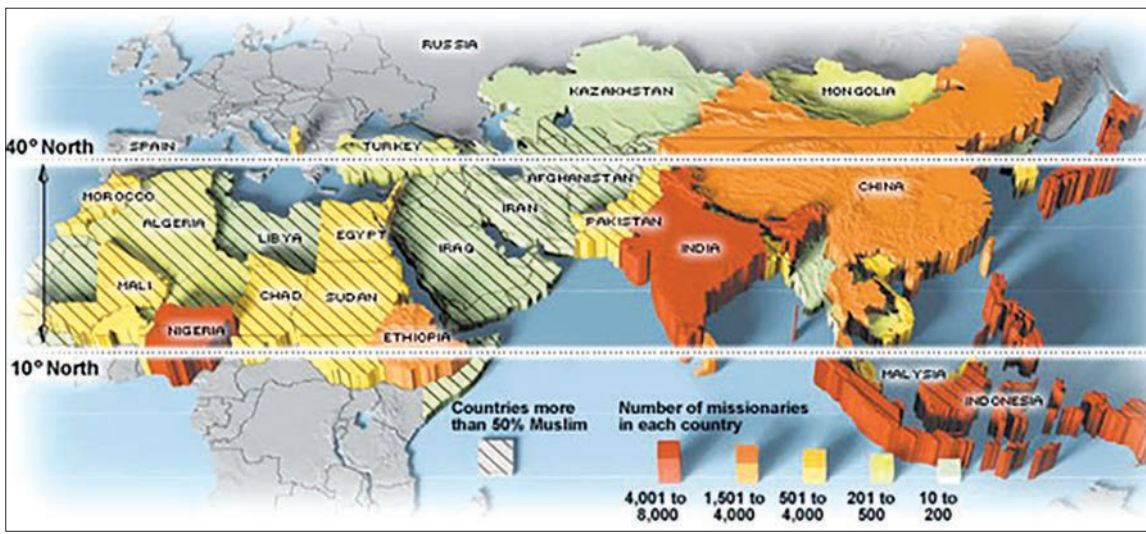 RUSSIA
KAZAKHSTAN
MONGOLIA
40° North
SPAIN
TURKEY
AFGHANISTAN
CHINA
MOROCCO
ALGERIA
LIBYA
EGYPT
IRAN
IRAQ
PAKISTAN
INDIA
MALI
CHAD
SUDAN
NIGERIA
ETHIOPIA
10° North
MALYSIA
INDONESIA
Countries more
than 50% Muslim
Number of missionaries
in each country
4,001 to
8,000
1,501 to
4,000
501 to
4,000
201 to
500
10 to
200